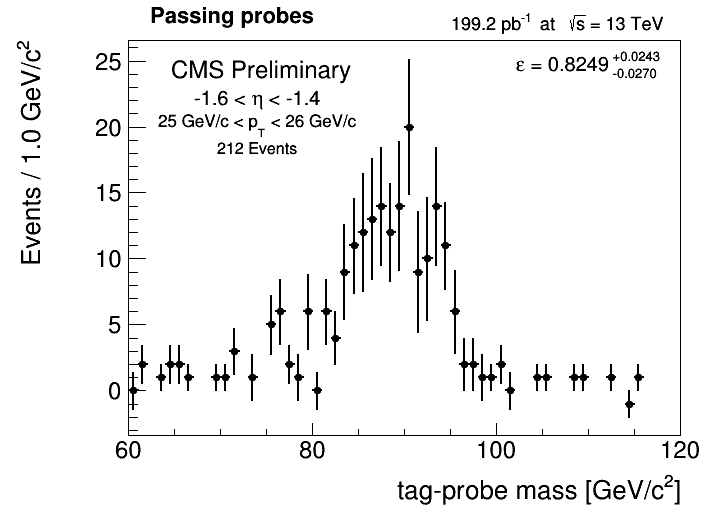 Passing probes
199.2 pb⁻¹ at √s = 13 TeV
CMS Preliminary
-1.6 < η < -1.4
25 GeV/c < p_T < 26 GeV/c
212 Events
ε = 0.8249 +0.0243 -0.0270
Events / 1.0 GeV/c²
25
20
15
10
5
0
60 80 100 120
tag-probe mass [GeV/c²]